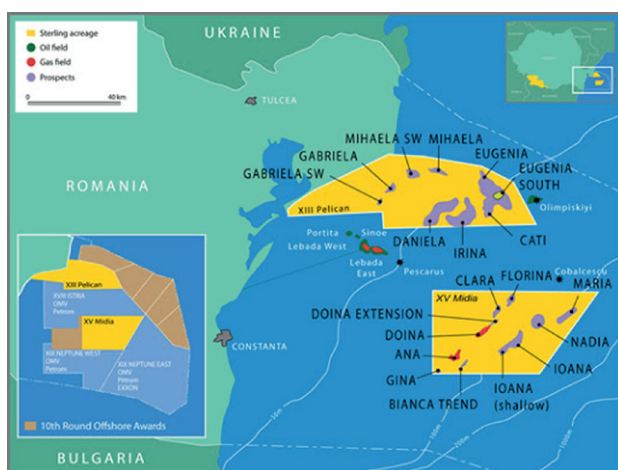 Sterling acreage
Oil field
Gas field
Prospects
0 40 km
UKRAINE
TULCEA
ROMANIA
MIHAELA SW
MIHAELA
GABRIELA
GABRIELA SW
EUGENIA
EUGENIA
SOUTH
Olimpiskiyi
XIII Pelican
DANIELA
IRINA
CATI
Portita
Sinoe
Lebada West
Lebada
East
Pescarus
CONSTANTA
CLARA
FLORINA
Cobalcescu
XV Midia
MARIA
DOINA EXTENSION
DOINA
ANA
NADIA
GINA
IOANA
BIANCA TREND
IOANA
(shallow)
50m
100m
200m
1000m
XIII Pelican
XVIII ISTRIA
OMV
Petrom
XV Midia
XIX NEPTUNE WEST
OMV
Petrom
XIX NEPTUNE EAST
OMV
Petrom
EXXON
10th Round Offshore Awards
BULGARIA